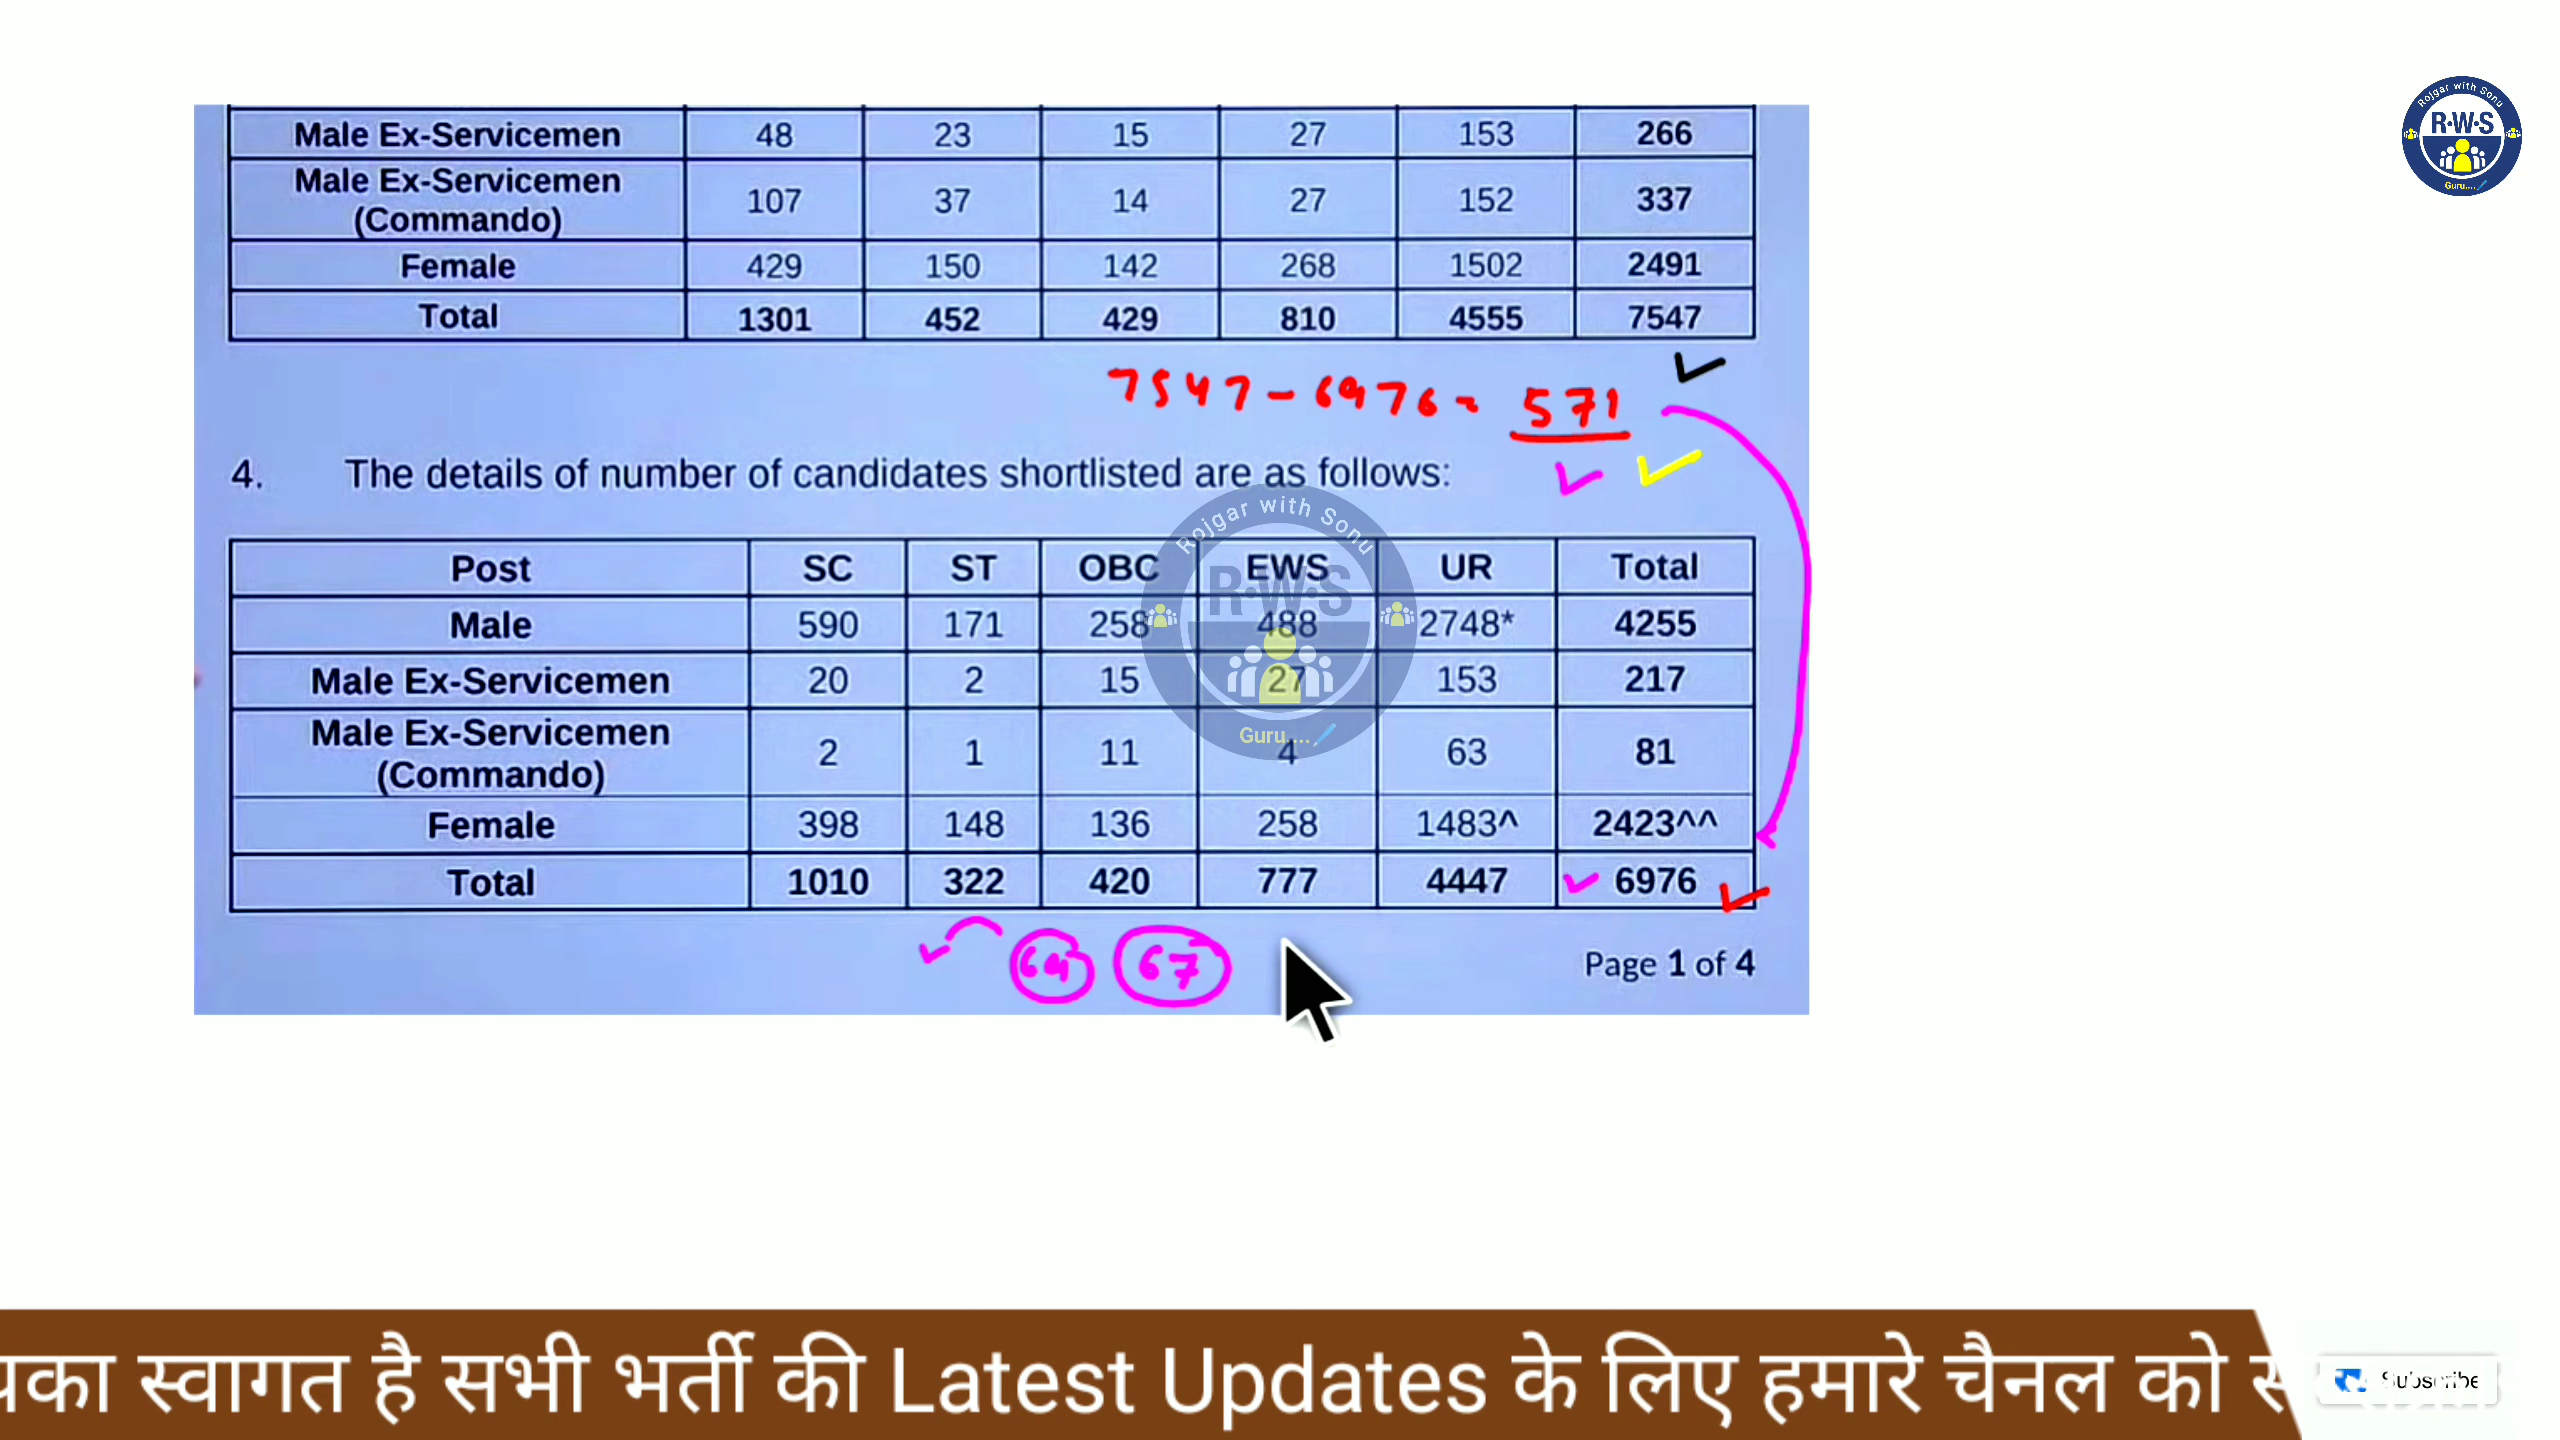 Male Ex-Servicemen 48 23 15 27 153 266
Male Ex-Servicemen (Commando) 107 37 14 27 152 337
Female 429 150 142 268 1502 2491
Total 1301 452 429 810 4555 7547
7547 - 6976 = 571
4. The details of number of candidates shortlisted are as follows:
Post SC ST OBC EWS UR Total
Male 590 171 258 488 2748* 4255
Male Ex-Servicemen 20 2 15 27 153 217
Male Ex-Servicemen (Commando) 2 1 11 4 63 81
Female 398 148 136 258 1483^ 2423^^
Total 1010 322 420 777 4447 6976
69 67
Page 1 of 4
Rojgar with Sonu
R·W·S
Guru....
Rojgar with Sonu
R·W·S
Guru....
स्वागत है सभी भर्ती की Latest Updates के लिए हमारे चैनल को
Subscribe